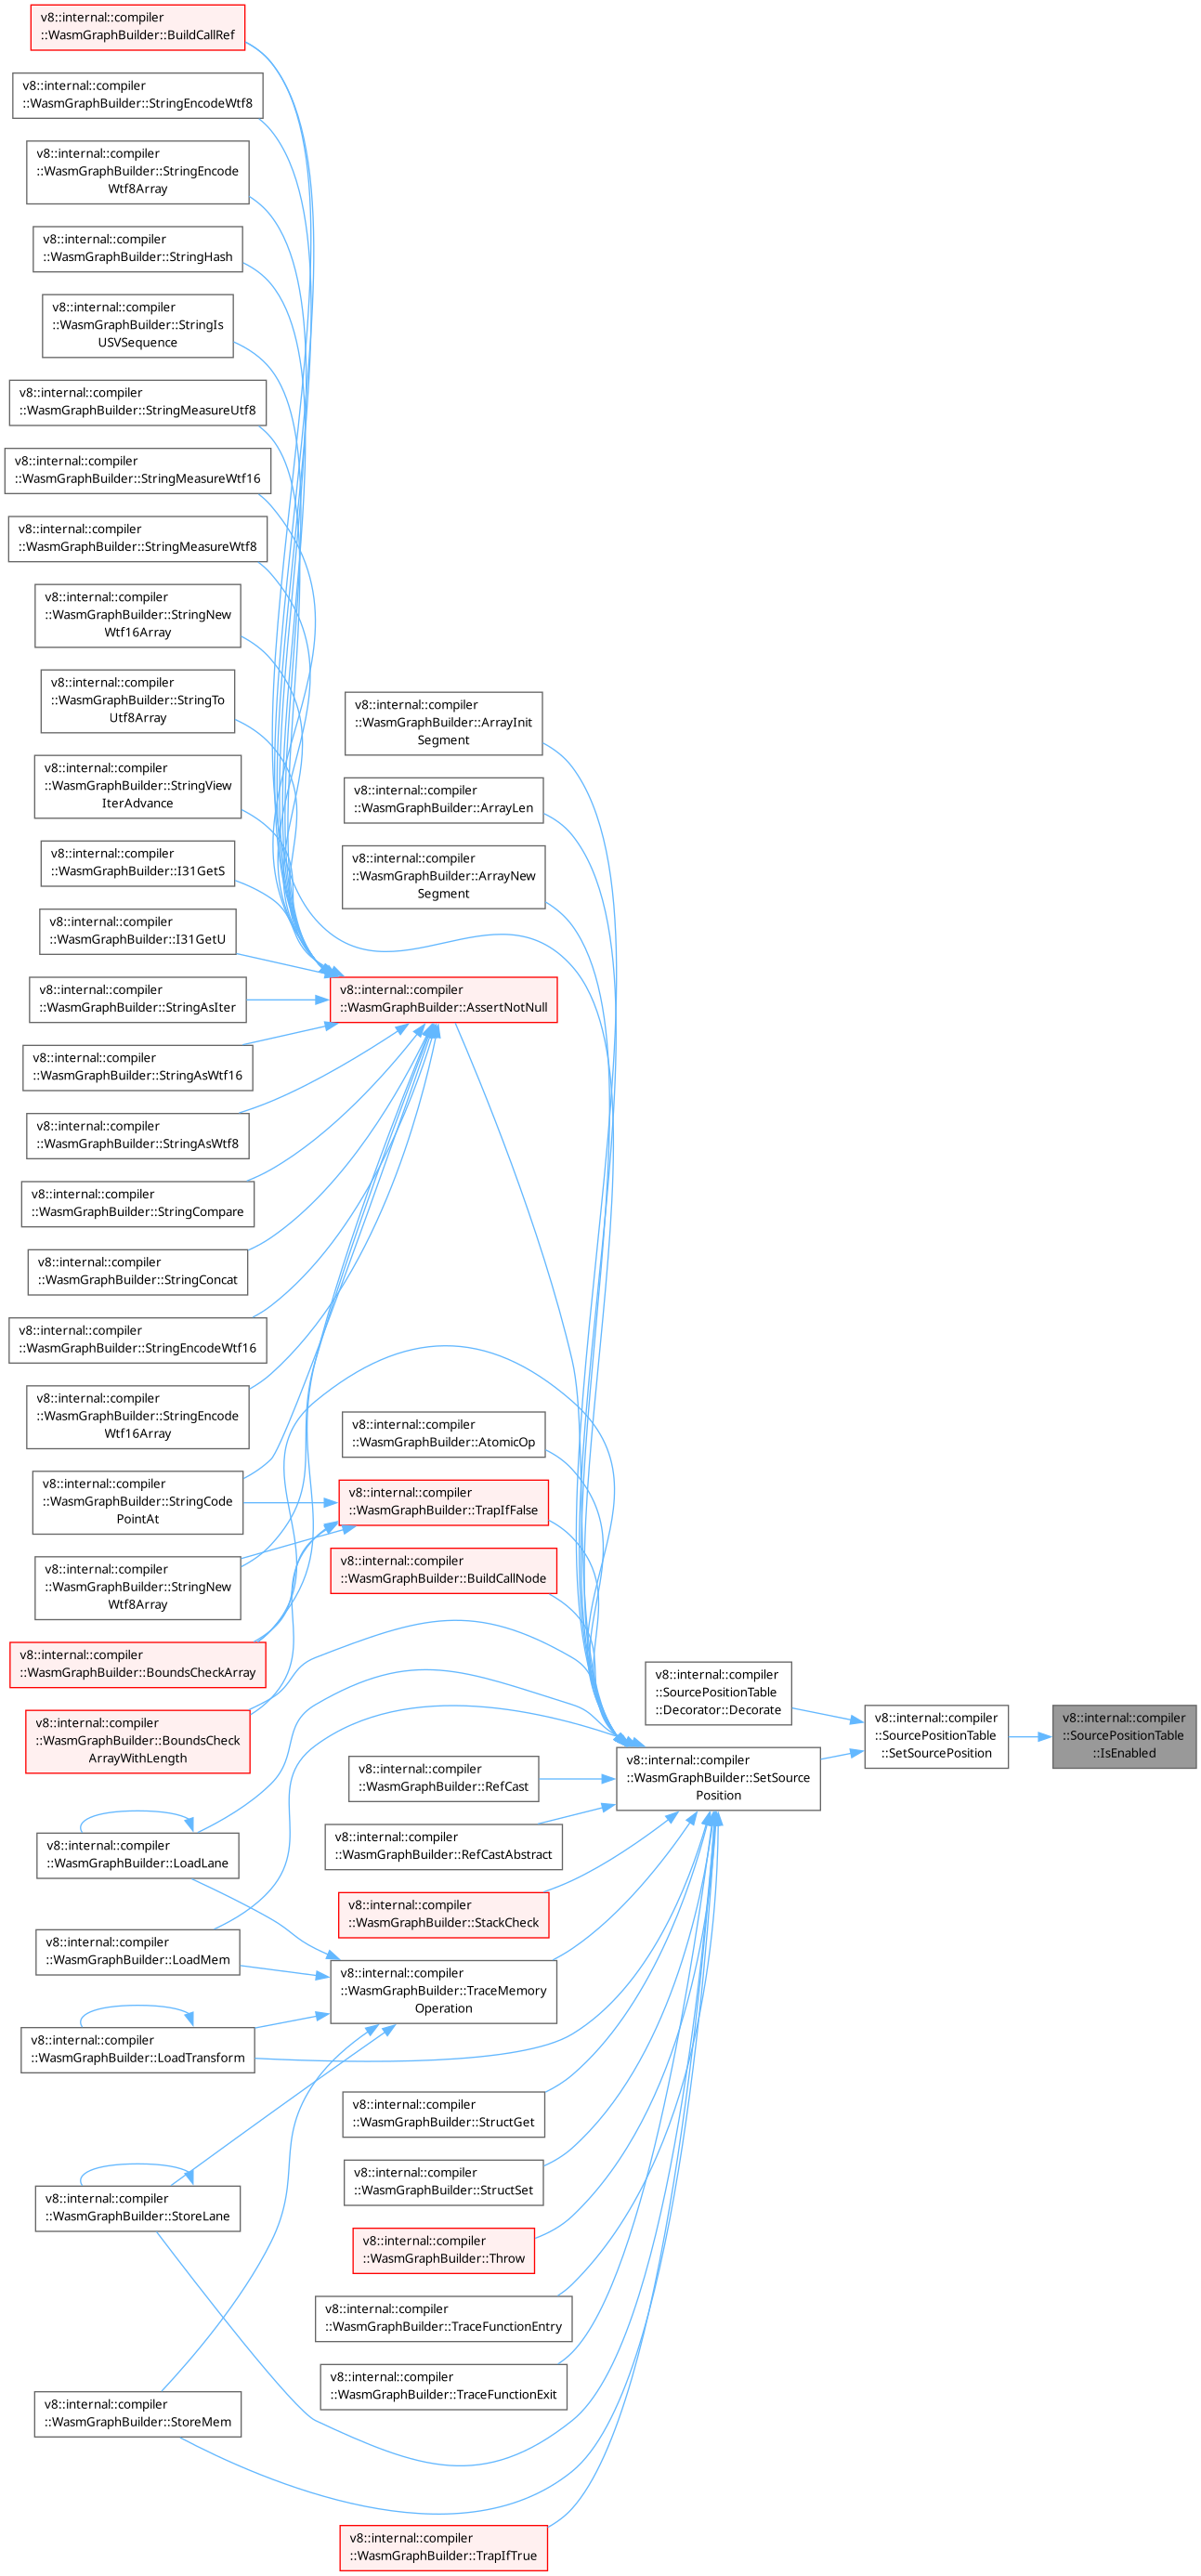 v8::internal::compiler
::WasmGraphBuilder::BuildCallRef
v8::internal::compiler
::WasmGraphBuilder::StringEncodeWtf8
v8::internal::compiler
::WasmGraphBuilder::StringEncode
Wtf8Array
v8::internal::compiler
::WasmGraphBuilder::StringHash
v8::internal::compiler
::WasmGraphBuilder::StringIs
USVSequence
v8::internal::compiler
::WasmGraphBuilder::StringMeasureUtf8
v8::internal::compiler
::WasmGraphBuilder::StringMeasureWtf16
v8::internal::compiler
::WasmGraphBuilder::StringMeasureWtf8
v8::internal::compiler
::WasmGraphBuilder::StringNew
Wtf16Array
v8::internal::compiler
::WasmGraphBuilder::StringTo
Utf8Array
v8::internal::compiler
::WasmGraphBuilder::StringView
IterAdvance
v8::internal::compiler
::WasmGraphBuilder::I31GetS
v8::internal::compiler
::WasmGraphBuilder::I31GetU
v8::internal::compiler
::WasmGraphBuilder::StringAsIter
v8::internal::compiler
::WasmGraphBuilder::StringAsWtf16
v8::internal::compiler
::WasmGraphBuilder::StringAsWtf8
v8::internal::compiler
::WasmGraphBuilder::StringCompare
v8::internal::compiler
::WasmGraphBuilder::StringConcat
v8::internal::compiler
::WasmGraphBuilder::StringEncodeWtf16
v8::internal::compiler
::WasmGraphBuilder::StringEncode
Wtf16Array
v8::internal::compiler
::WasmGraphBuilder::StringCode
PointAt
v8::internal::compiler
::WasmGraphBuilder::StringNew
Wtf8Array
v8::internal::compiler
::WasmGraphBuilder::BoundsCheckArray
v8::internal::compiler
::WasmGraphBuilder::BoundsCheck
ArrayWithLength
v8::internal::compiler
::WasmGraphBuilder::LoadLane
v8::internal::compiler
::WasmGraphBuilder::LoadMem
v8::internal::compiler
::WasmGraphBuilder::LoadTransform
v8::internal::compiler
::WasmGraphBuilder::StoreLane
v8::internal::compiler
::WasmGraphBuilder::StoreMem
v8::internal::compiler
::WasmGraphBuilder::ArrayInit
Segment
v8::internal::compiler
::WasmGraphBuilder::ArrayLen
v8::internal::compiler
::WasmGraphBuilder::ArrayNew
Segment
v8::internal::compiler
::WasmGraphBuilder::AssertNotNull
v8::internal::compiler
::WasmGraphBuilder::AtomicOp
v8::internal::compiler
::WasmGraphBuilder::TrapIfFalse
v8::internal::compiler
::WasmGraphBuilder::BuildCallNode
v8::internal::compiler
::WasmGraphBuilder::RefCast
v8::internal::compiler
::WasmGraphBuilder::RefCastAbstract
v8::internal::compiler
::WasmGraphBuilder::StackCheck
v8::internal::compiler
::WasmGraphBuilder::TraceMemory
Operation
v8::internal::compiler
::WasmGraphBuilder::StructGet
v8::internal::compiler
::WasmGraphBuilder::StructSet
v8::internal::compiler
::WasmGraphBuilder::Throw
v8::internal::compiler
::WasmGraphBuilder::TraceFunctionEntry
v8::internal::compiler
::WasmGraphBuilder::TraceFunctionExit
v8::internal::compiler
::WasmGraphBuilder::TrapIfTrue
v8::internal::compiler
::SourcePositionTable
::Decorator::Decorate
v8::internal::compiler
::WasmGraphBuilder::SetSource
Position
v8::internal::compiler
::SourcePositionTable
::SetSourcePosition
v8::internal::compiler
::SourcePositionTable
::IsEnabled